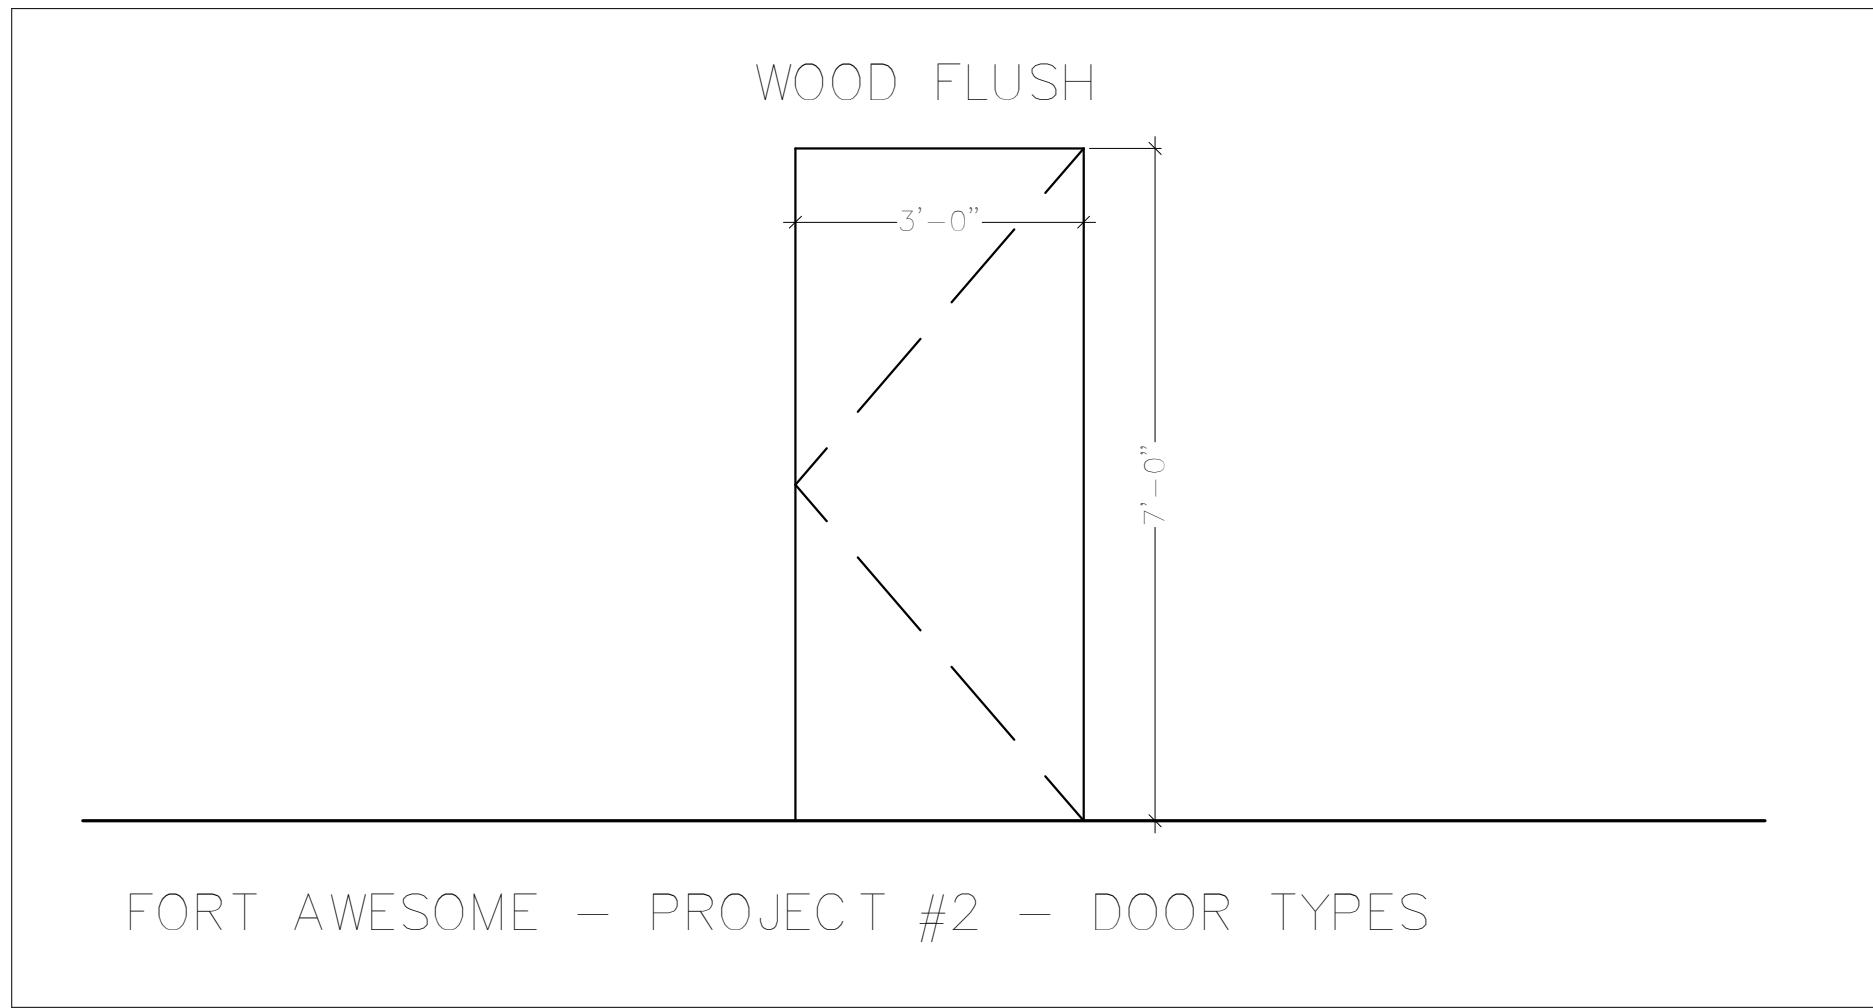 WOOD FLUSH
3'-0"
7'-0"
FORT AWESOME - PROJECT #2 - DOOR TYPES